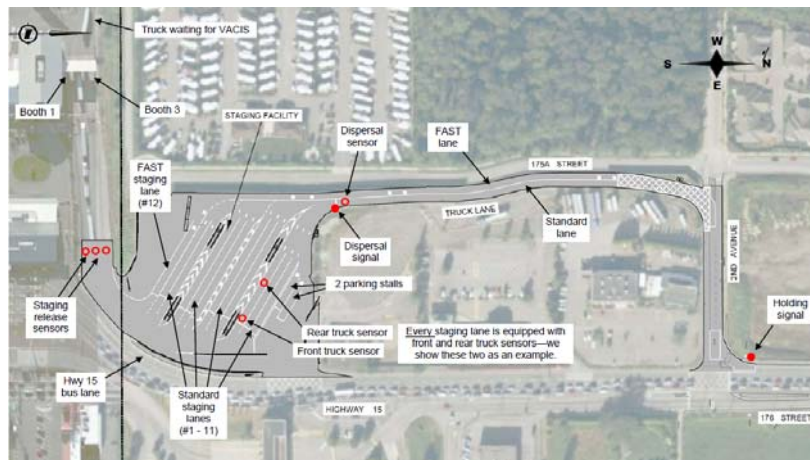 Truck waiting for VACIS
Booth 1
Booth 3
STAGING FACILITY
Dispersal
sensor
FAST
lane
175A STREET
W
S
N
E
FAST
staging
lane
(#12)
TRUCK LANE
Standard
lane
Dispersal
signal
2ND AVENUE
2 parking stalls
Staging
release
sensors
Rear truck sensor
Front truck sensor
Every staging lane is equipped with
front and rear truck sensors—we
show these two as an example.
Holding
signal
Hwy 15
bus lane
Standard
staging
lanes
(#1 - 11)
HIGHWAY 15
176 STREET